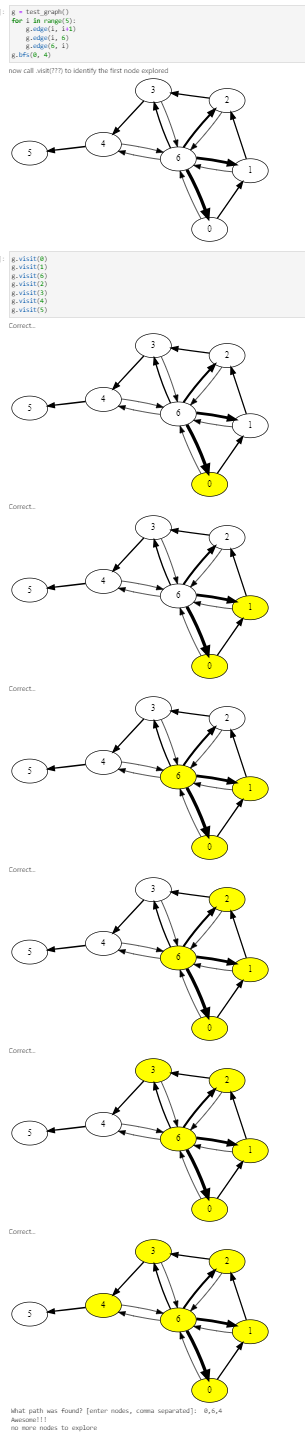 ]: g = test_graph()
for i in range(5):
    g.edge(i, i+1)
    g.edge(i, 6)
    g.edge(6, i)
g.bfs(0, 4)
now call .visit(???) to identify the first node explored
3
2
4
5
6
1
0
]: g.visit(0)
g.visit(1)
g.visit(6)
g.visit(2)
g.visit(3)
g.visit(4)
g.visit(5)
Correct...
3
2
4
5
6
1
0
Correct...
3
2
4
5
6
1
0
Correct...
3
2
4
5
6
1
0
Correct...
3
2
4
5
6
1
0
Correct...
3
2
4
5
6
1
0
Correct...
3
2
4
5
6
1
0
What path was found? [enter nodes, comma separated]:  0,6,4
Awesome!!!
no more nodes to explore